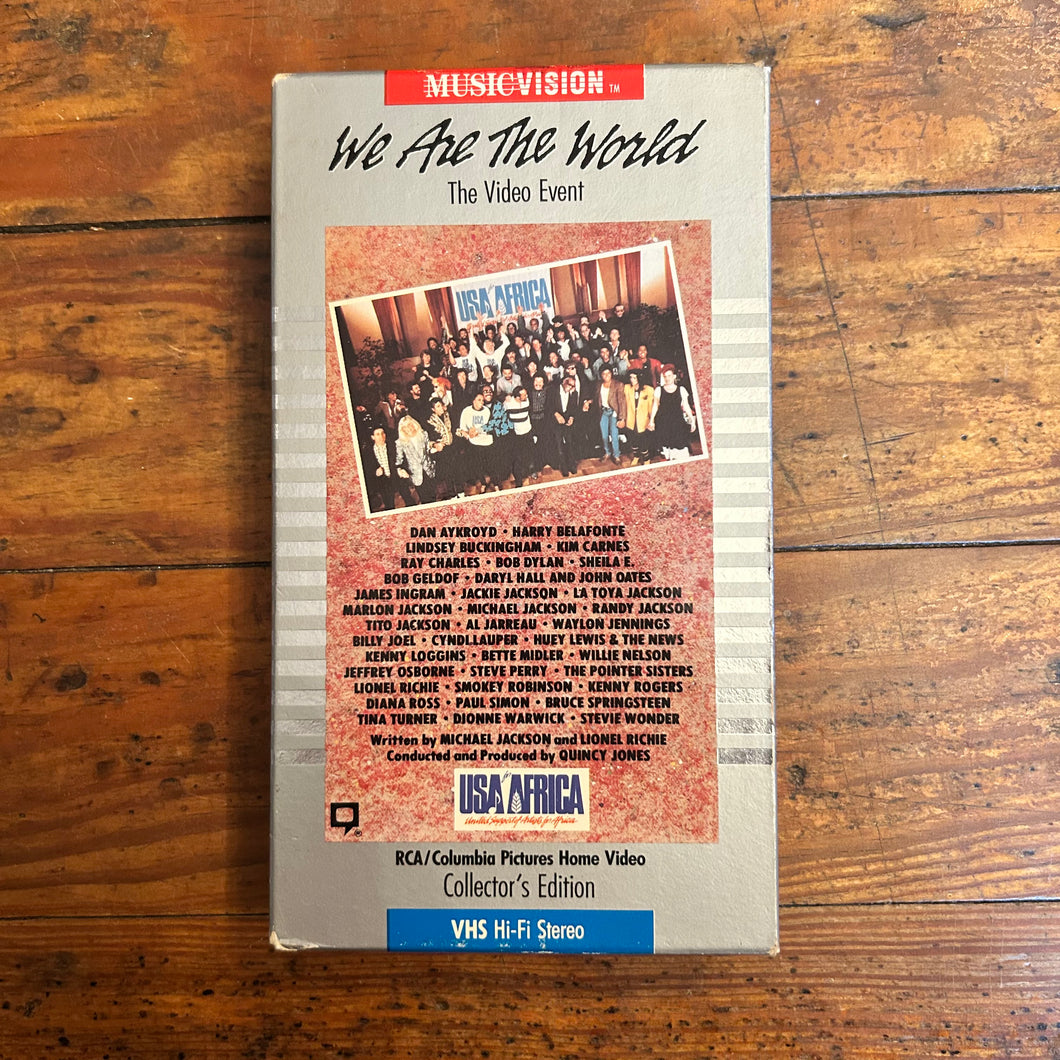 MUSICVISION TM
We Are The World
The Video Event
USA for AFRICA
DAN AYKROYD • HARRY BELAFONTE
LINDSEY BUCKINGHAM • KIM CARNES
RAY CHARLES • BOB DYLAN • SHEILA E.
BOB GELDOF • DARYL HALL AND JOHN OATES
JAMES INGRAM • JACKIE JACKSON • LA TOYA JACKSON
MARLON JACKSON • MICHAEL JACKSON • RANDY JACKSON
TITO JACKSON • AL JARREAU • WAYLON JENNINGS
BILLY JOEL • CYNDI LAUPER • HUEY LEWIS & THE NEWS
KENNY LOGGINS • BETTE MIDLER • WILLIE NELSON
JEFFREY OSBORNE • STEVE PERRY • THE POINTER SISTERS
LIONEL RICHIE • SMOKEY ROBINSON • KENNY ROGERS
DIANA ROSS • PAUL SIMON • BRUCE SPRINGSTEEN
TINA TURNER • DIONNE WARWICK • STEVIE WONDER
Written by MICHAEL JACKSON and LIONEL RICHIE
Conducted and Produced by QUINCY JONES
USA for AFRICA
United Support of Artists for Africa
®
RCA/Columbia Pictures Home Video
Collector's Edition
VHS Hi-Fi Stereo